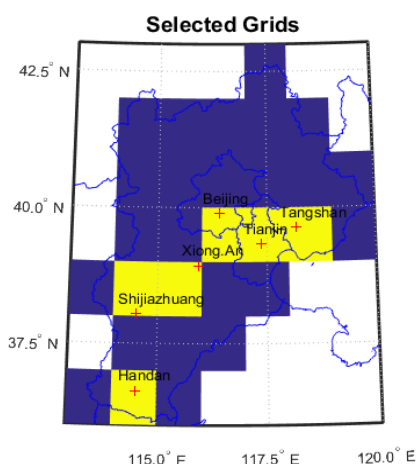 Selected Grids
42.5° N
40.0° N
37.5° N
Beijing
Tangshan
Tianjin
Xiong.An
Shijiazhuang
Handan
115.0° E
117.5° E
120.0° E